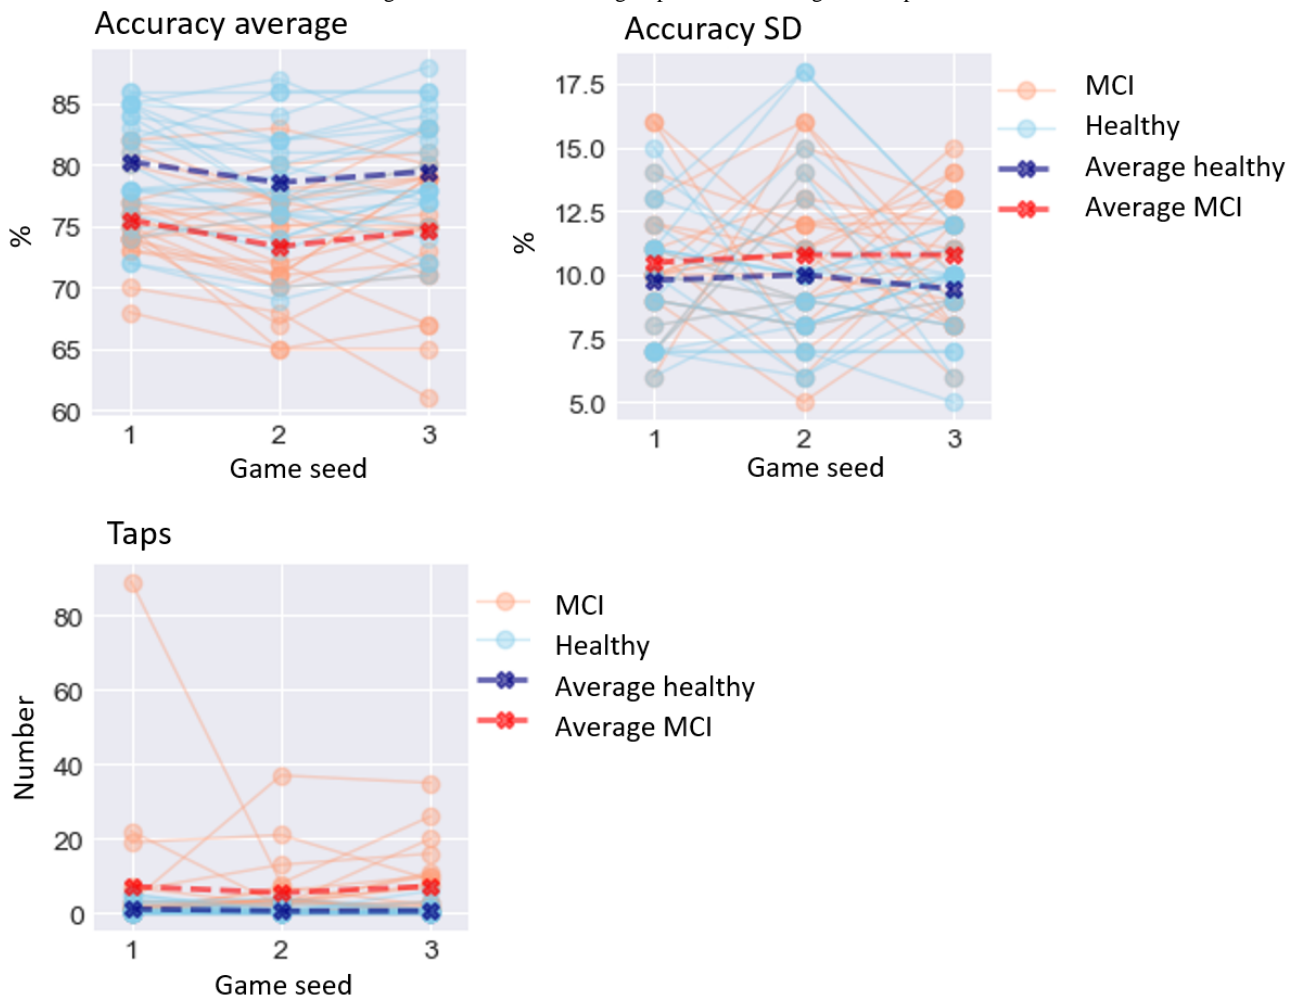 Accuracy average
85
80
75
70
65
60
%
1 2 3
Game seed
Accuracy SD
17.5
15.0
12.5
10.0
7.5
5.0
%
1 2 3
Game seed
MCI
Healthy
Average healthy
Average MCI
Taps
80
60
40
20
0
Number
1 2 3
Game seed
MCI
Healthy
Average healthy
Average MCI